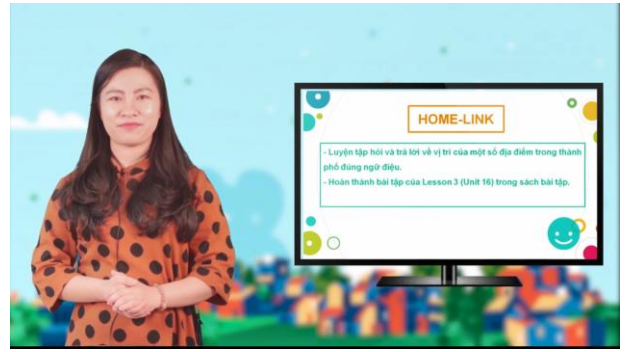 HOME-LINK
- Luyện tập hỏi và trả lời về vị trí của một số địa điểm trong thành
phố đúng ngữ điệu.
- Hoàn thành bài tập của Lesson 3 (Unit 16) trong sách bài tập.